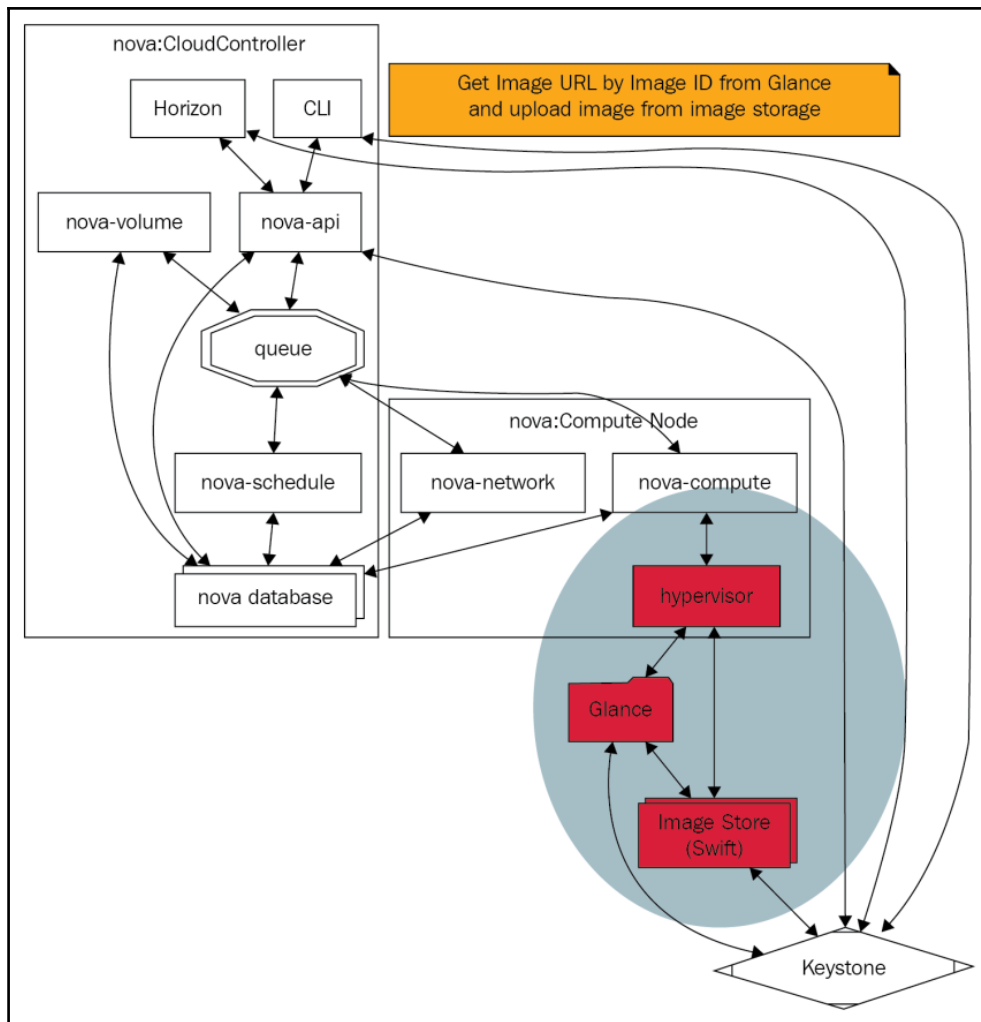 nova:CloudController
Get Image URL by Image ID from Glance
and upload image from image storage
Horizon
CLI
nova-volume
nova-api
queue
nova:Compute Node
nova-schedule
nova-network
nova-compute
nova database
hypervisor
Glance
Image Store
(Swift)
Keystone